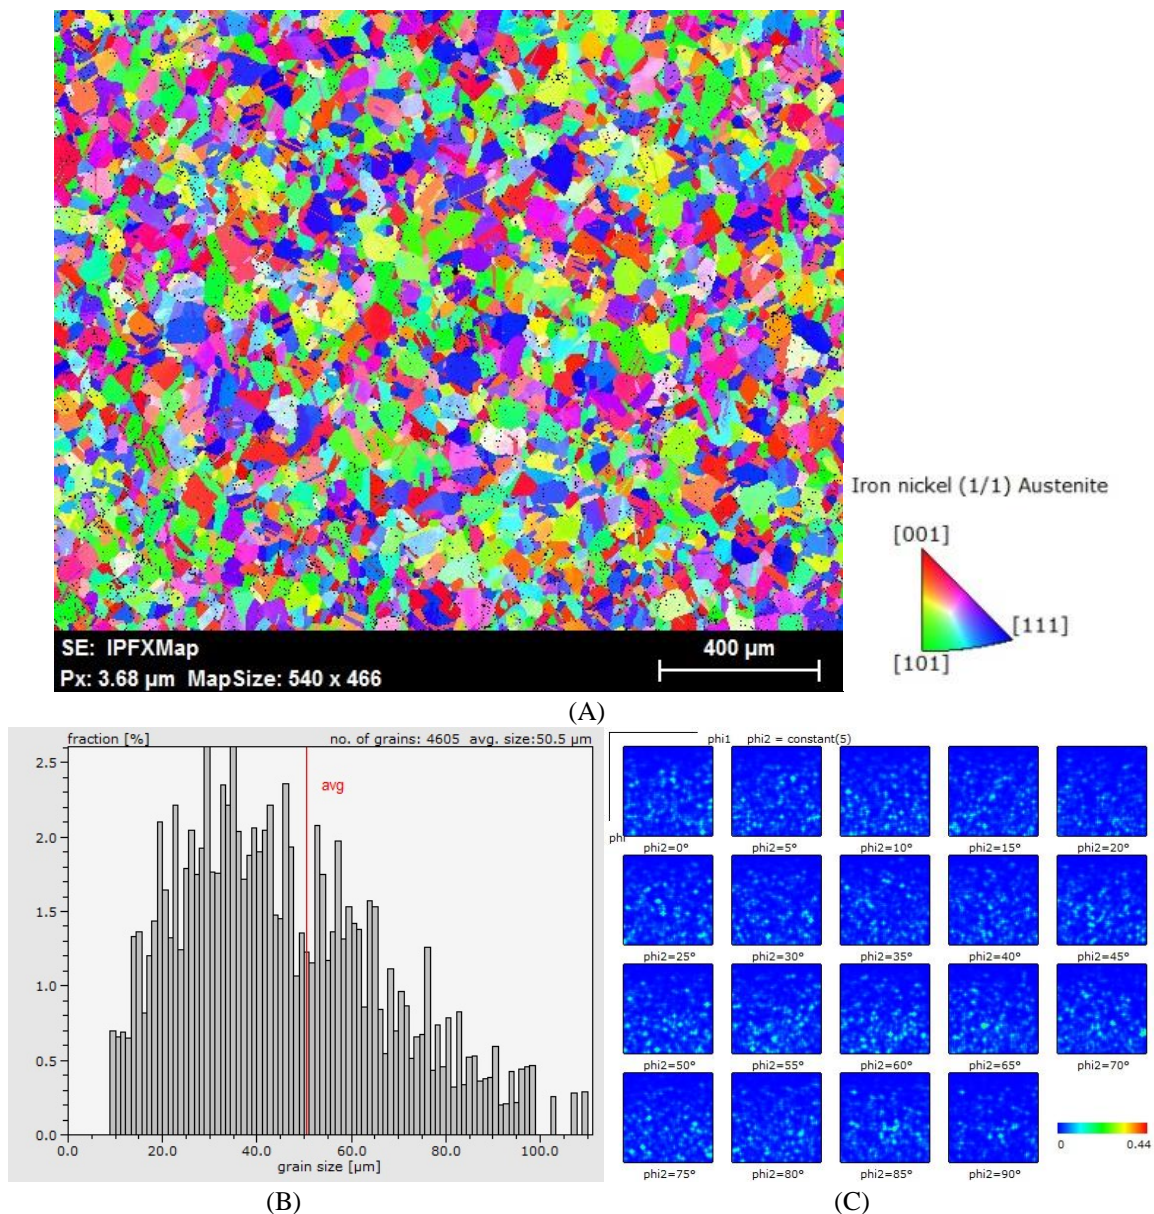 Iron nickel (1/1) Austenite
[001]
[111]
[101]
SE: IPFXMap
400 µm
Px: 3.68 µm MapSize: 540 x 466
(A)
fraction [%]
no. of grains: 4605 avg. size:50.5 µm
avg
2.5
2.0
1.5
1.0
0.5
0.0
0.0 20.0 40.0 60.0 80.0 100.0
grain size [µm]
(B)
phi1 phi2 = constant(5)
phi
phi2=0° phi2=5° phi2=10° phi2=15° phi2=20°
phi2=25° phi2=30° phi2=35° phi2=40° phi2=45°
phi2=50° phi2=55° phi2=60° phi2=65° phi2=70°
phi2=75° phi2=80° phi2=85° phi2=90°
0 0.44
(C)